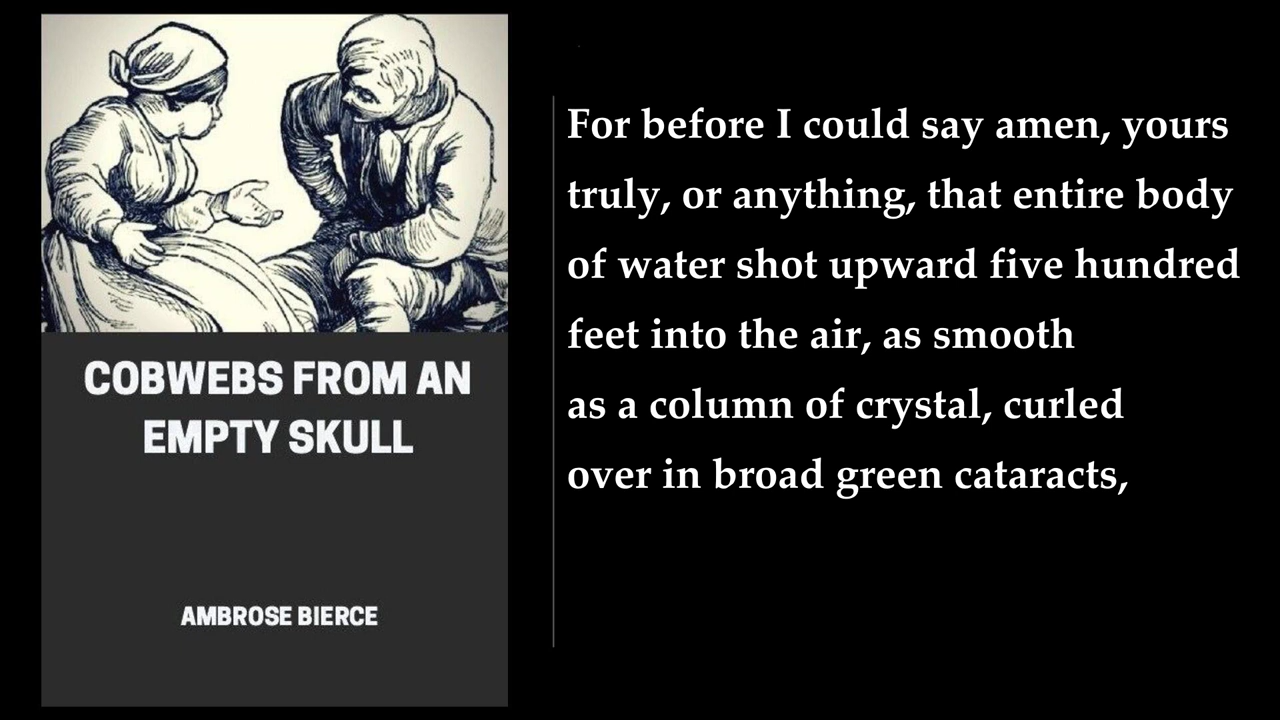 COBWEBS FROM AN
EMPTY SKULL
AMBROSE BIERCE
For before I could say amen, yours
truly, or anything, that entire body
of water shot upward five hundred
feet into the air, as smooth
as a column of crystal, curled
over in broad green cataracts,